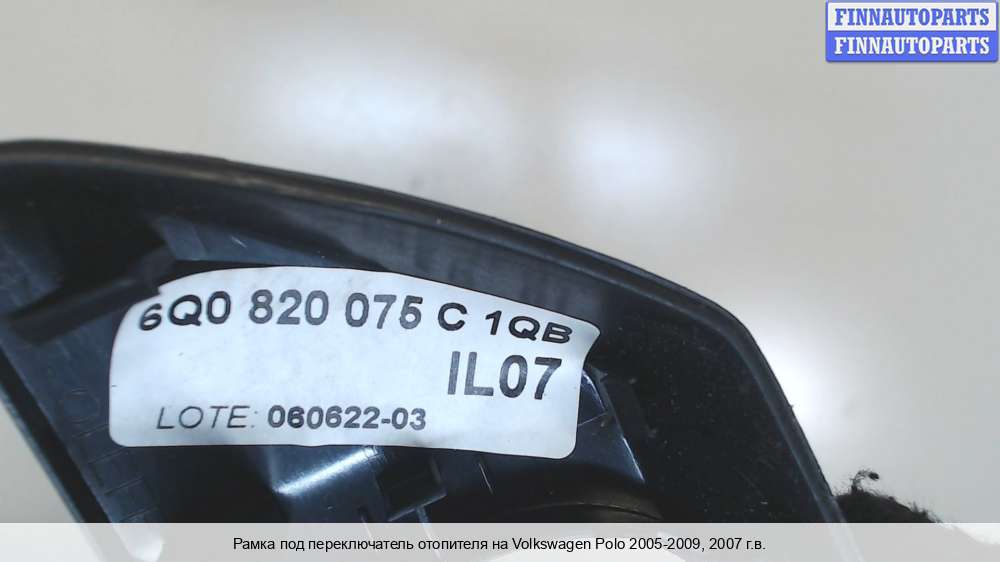 FINNAUTOPARTS
FINNAUTOPARTS
6Q0 820 075 C 1QB
IL07
LOTE: 060622-03
Рамка под переключатель отопителя на Volkswagen Polo 2005-2009, 2007 г.в.